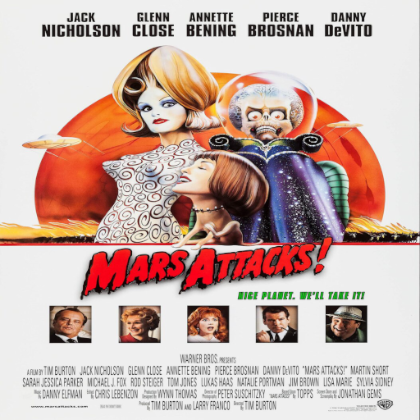 JACK NICHOLSON GLENN CLOSE ANNETTE BENING PIERCE BROSNAN DANNY DeVITO
MARS ATTACKS!
NICE PLANET. WE'LL TAKE IT!
WARNER BROS. PRESENTS
A FILM BY TIM BURTON JACK NICHOLSON GLENN CLOSE ANNETTE BENING PIERCE BROSNAN DANNY DeVITO "MARS ATTACKS!" MARTIN SHORT
SARAH JESSICA PARKER MICHAEL J. FOX ROD STEIGER TOM JONES LUKAS HAAS NATALIE PORTMAN JIM BROWN LISA MARIE SYLVIA SIDNEY
DANNY ELFMAN CHRIS LEBENZON WYNN THOMAS PETER SUSCHITZKY TOPPS JONATHAN GEMS
TIM BURTON AND LARRY FRANCO TIM BURTON
www.marsattacks.com